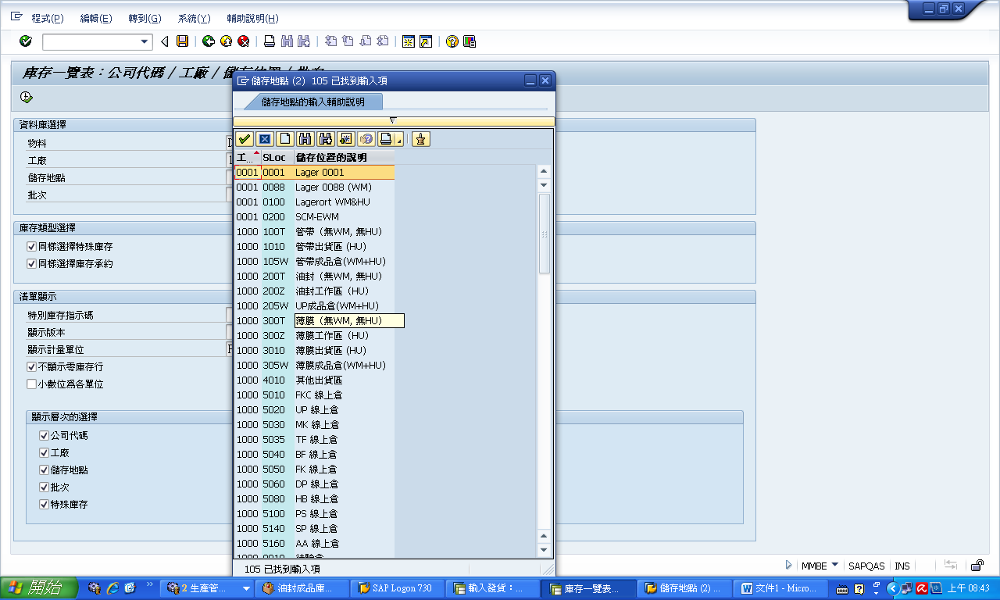 程式(P) 編輯(E) 轉到(G) 系統(Y) 輔助說明(H)
庫存一覽表：公司代碼 / 工廠 / 儲存地點 / 批次
儲存地點 (2) 105 已找到輸入項
儲存地點的輸入輔助說明
資料庫選擇
物料
工廠
儲存地點
批次
庫存類型選擇
同樣選擇特殊庫存
同樣選擇庫存承約
清單顯示
特別庫存指示碼
顯示版本
顯示計量單位
不顯示零庫存行
小數位爲各單位
顯示層次的選擇
公司代碼
工廠
儲存地點
批次
特殊庫存
工... SLoc 儲存位置的說明
0001 0001 Lager 0001
0001 0088 Lager 0088 (WM)
0001 0100 Lagerort WM&HU
0001 0200 SCM-EWM
1000 100T 管帶（無WM, 無HU）
1000 1010 管帶出貨區 (HU)
1000 105W 管帶成品倉(WM+HU)
1000 200T 油封（無WM, 無HU）
1000 200Z 油封工作區（HU）
1000 205W UP成品倉(WM+HU)
1000 300T 薄膜（無WM, 無HU）
1000 300Z 薄膜工作區（HU）
1000 3010 薄膜出貨區 (HU)
1000 305W 薄膜成品倉(WM+HU)
1000 4010 其他出貨區
1000 5010 FKC 線上倉
1000 5020 UP 線上倉
1000 5030 MK 線上倉
1000 5035 TF 線上倉
1000 5040 BF 線上倉
1000 5050 FK 線上倉
1000 5060 DP 線上倉
1000 5080 HB 線上倉
1000 5100 PS 線上倉
1000 5140 SP 線上倉
1000 5160 AA 線上倉
105 已找到輸入項
MMBE SAPQAS INS
開始 2 生產管... 油封成品庫... SAP Logon 730 輸入發貨：... 庫存一覽表... 儲存地點 (2) ... 文件1 - Micro... 上午 08:43